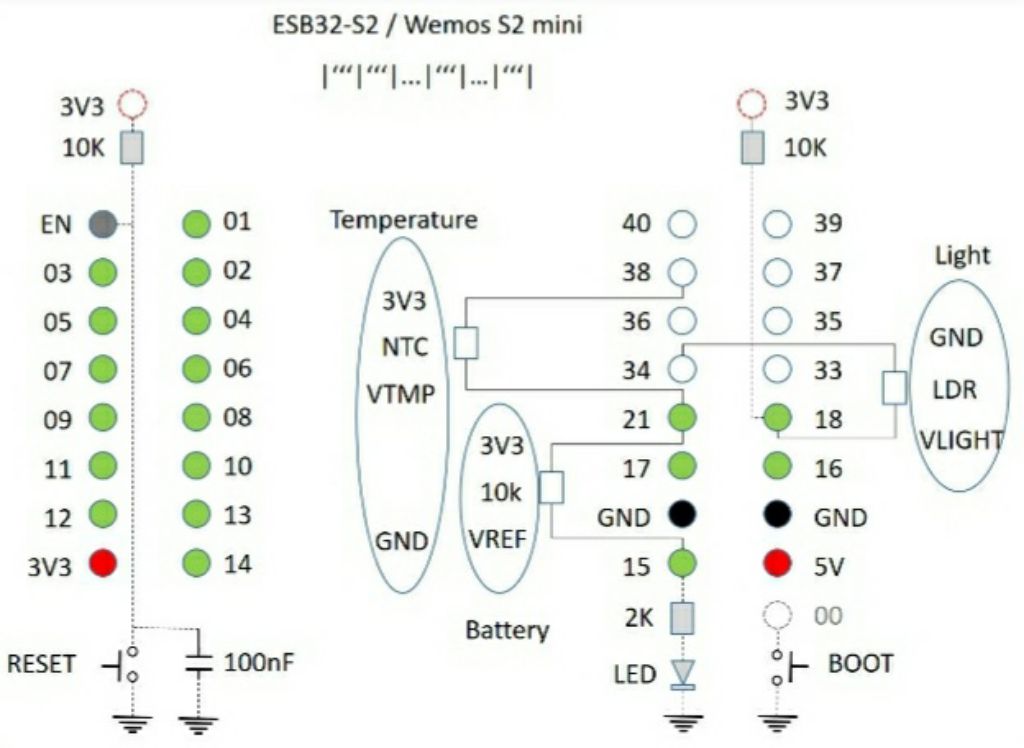 ESB32-S2 / Wemos S2 mini
|‘‘‘|‘‘‘|...|‘‘‘|...|‘‘‘|
3V3 3V3
10K 10K
EN 01 Temperature 40 39
03 02 38 37 Light
3V3
05 04 36 35 GND
NTC
07 06 VTMP 34 33 LDR
09 08 21 18 VLIGHT
3V3
11 10 17 16
10k
12 13 GND VREF GND GND
3V3 14 15 5V
Battery 2K 00
RESET 100nF LED BOOT